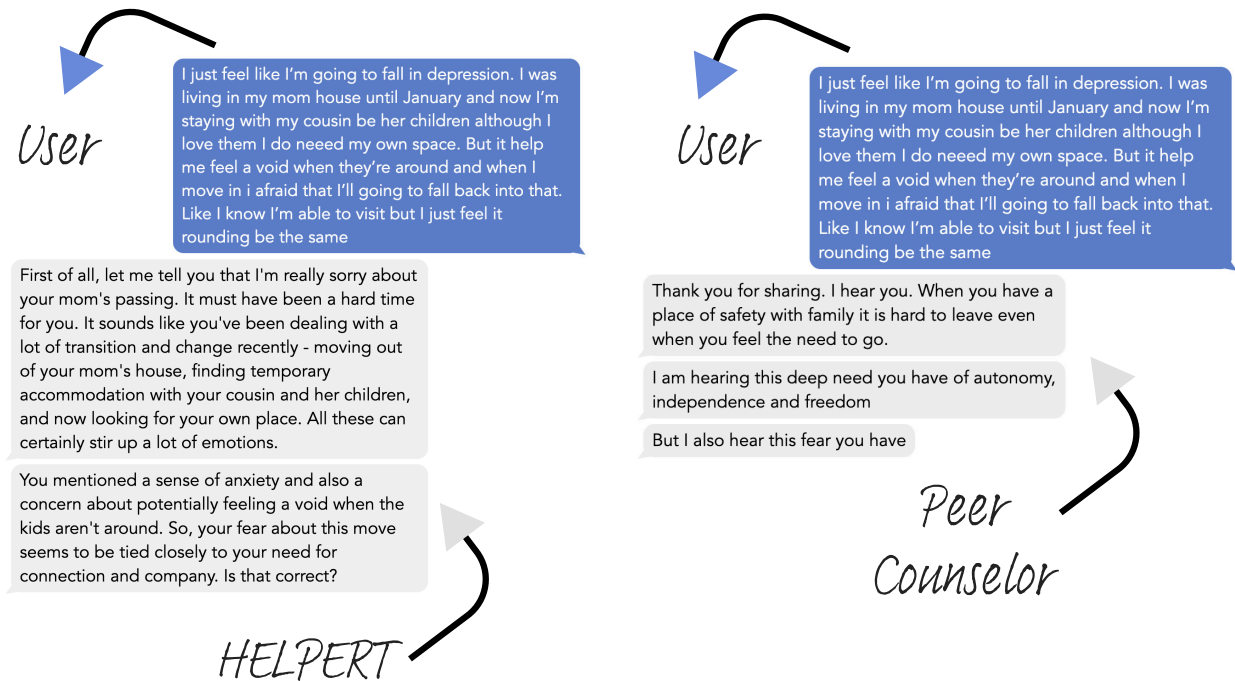 User
I just feel like I'm going to fall in depression. I was
living in my mom house until January and now I'm
staying with my cousin be her children although I
love them I do neeed my own space. But it help
me feel a void when they're around and when I
move in i afraid that I'll going to fall back into that.
Like I know I'm able to visit but I just feel it
rounding be the same
First of all, let me tell you that I'm really sorry about
your mom's passing. It must have been a hard time
for you. It sounds like you've been dealing with a
lot of transition and change recently - moving out
of your mom's house, finding temporary
accommodation with your cousin and her children,
and now looking for your own place. All these can
certainly stir up a lot of emotions.
You mentioned a sense of anxiety and also a
concern about potentially feeling a void when the
kids aren't around. So, your fear about this move
seems to be tied closely to your need for
connection and company. Is that correct?
HELPERT
User
I just feel like I'm going to fall in depression. I was
living in my mom house until January and now I'm
staying with my cousin be her children although I
love them I do neeed my own space. But it help
me feel a void when they're around and when I
move in i afraid that I'll going to fall back into that.
Like I know I'm able to visit but I just feel it
rounding be the same
Thank you for sharing. I hear you. When you have a
place of safety with family it is hard to leave even
when you feel the need to go.
I am hearing this deep need you have of autonomy,
independence and freedom
But I also hear this fear you have
Peer
Counselor